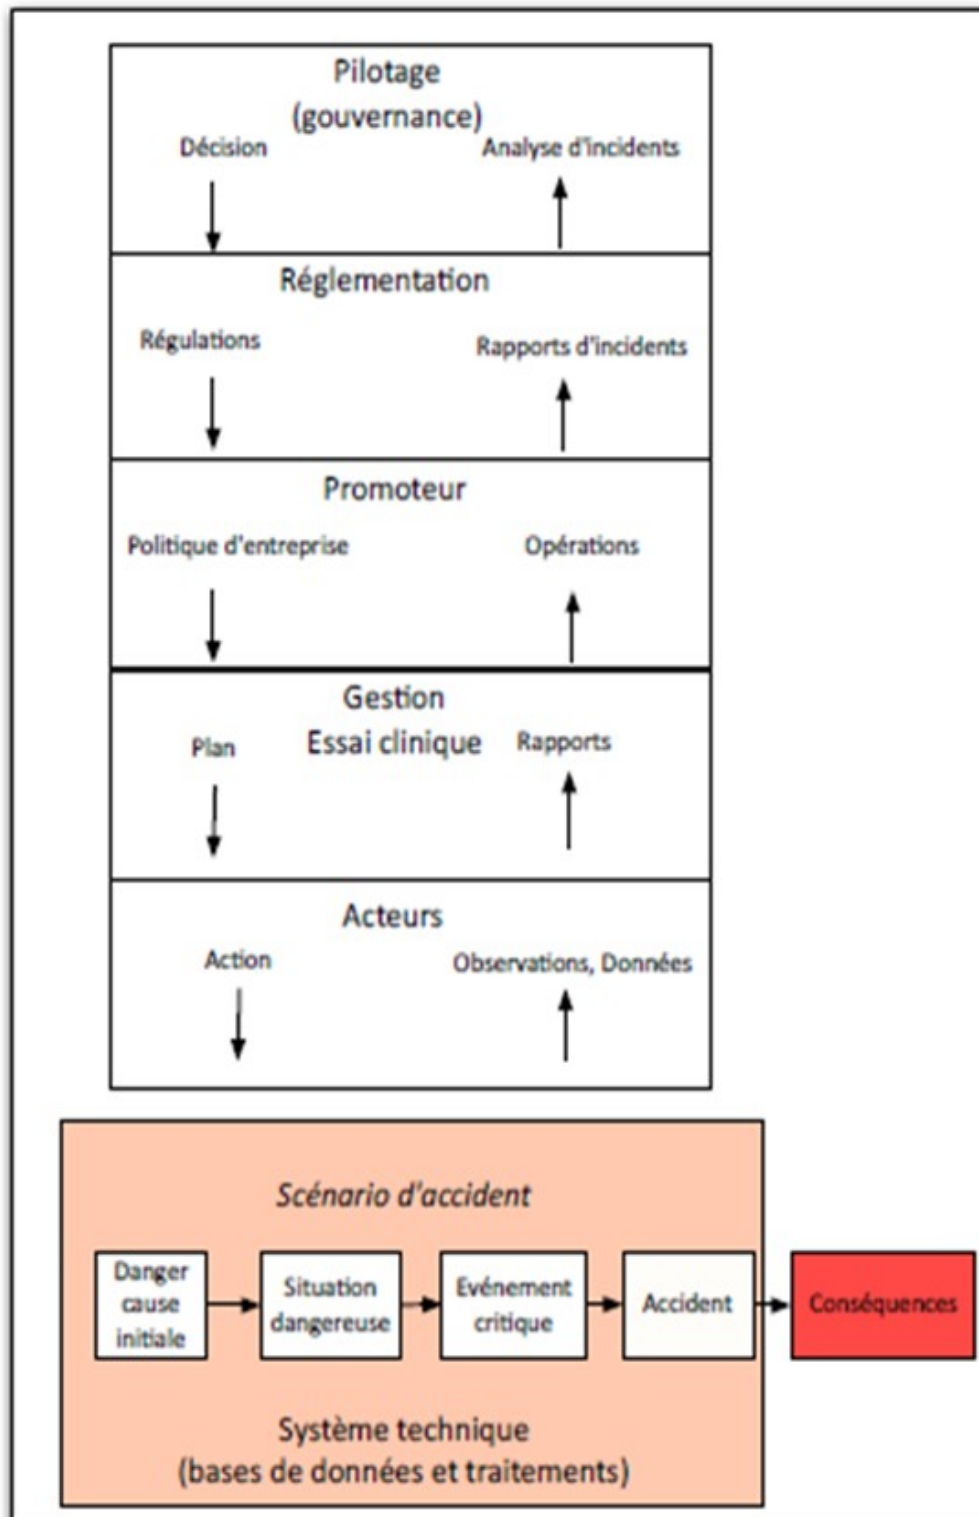 Pilotage
(gouvernance)
Décision
Analyse d'incidents
Réglementation
Régulations
Rapports d'incidents
Promoteur
Politique d'entreprise
Opérations
Gestion
Essai clinique
Plan
Rapports
Acteurs
Action
Observations, Données
Scénario d'accident
Danger
cause
initiale
Situation
dangereuse
Evénement
critique
Accident
Conséquences
Système technique
(bases de données et traitements)